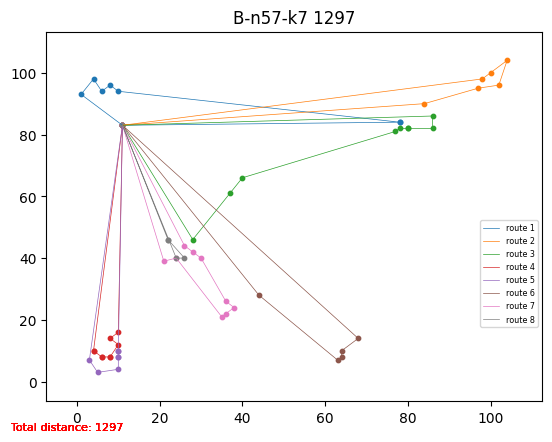 B-n57-k7 1297
100
80
60
40
20
0
route 1
route 2
route 3
route 4
route 5
route 6
route 7
route 8
0 20 40 60 80 100
Total distance: 1297